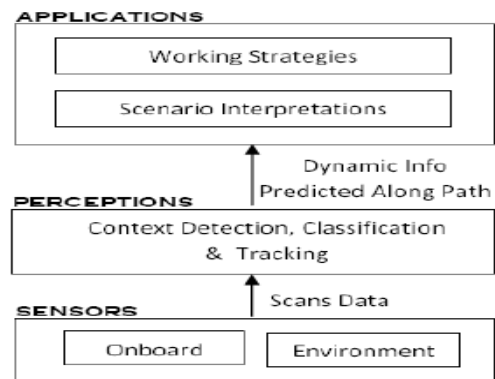 APPLICATIONS
Working Strategies
Scenario Interpretations
Dynamic Info
Predicted Along Path
PERCEPTIONS
Context Detection, Classification
& Tracking
Scans Data
SENSORS
Onboard
Environment